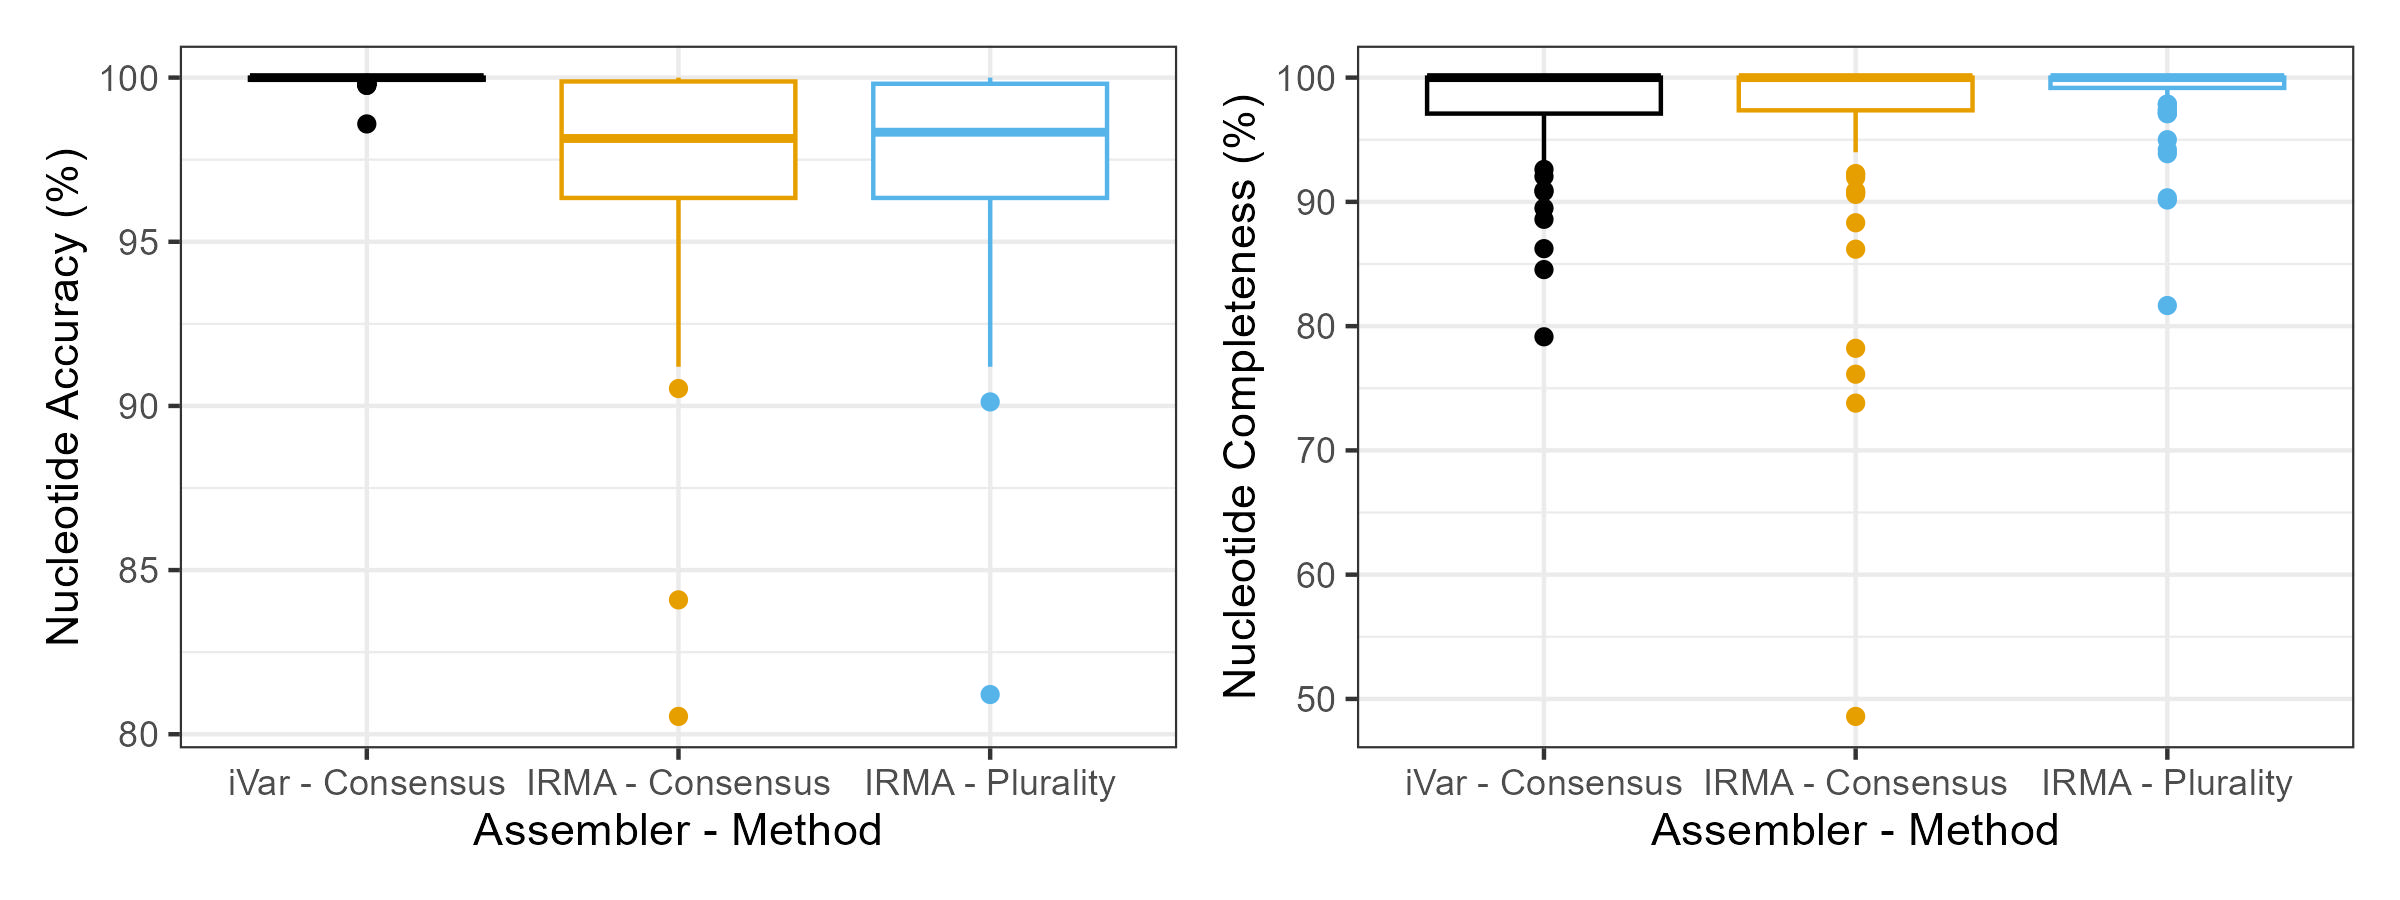 Nucleotide Accuracy (%)
100
95
90
85
80
iVar - Consensus
IRMA - Consensus
IRMA - Plurality
Assembler - Method
Nucleotide Completeness (%)
100
90
80
70
60
50
iVar - Consensus
IRMA - Consensus
IRMA - Plurality
Assembler - Method